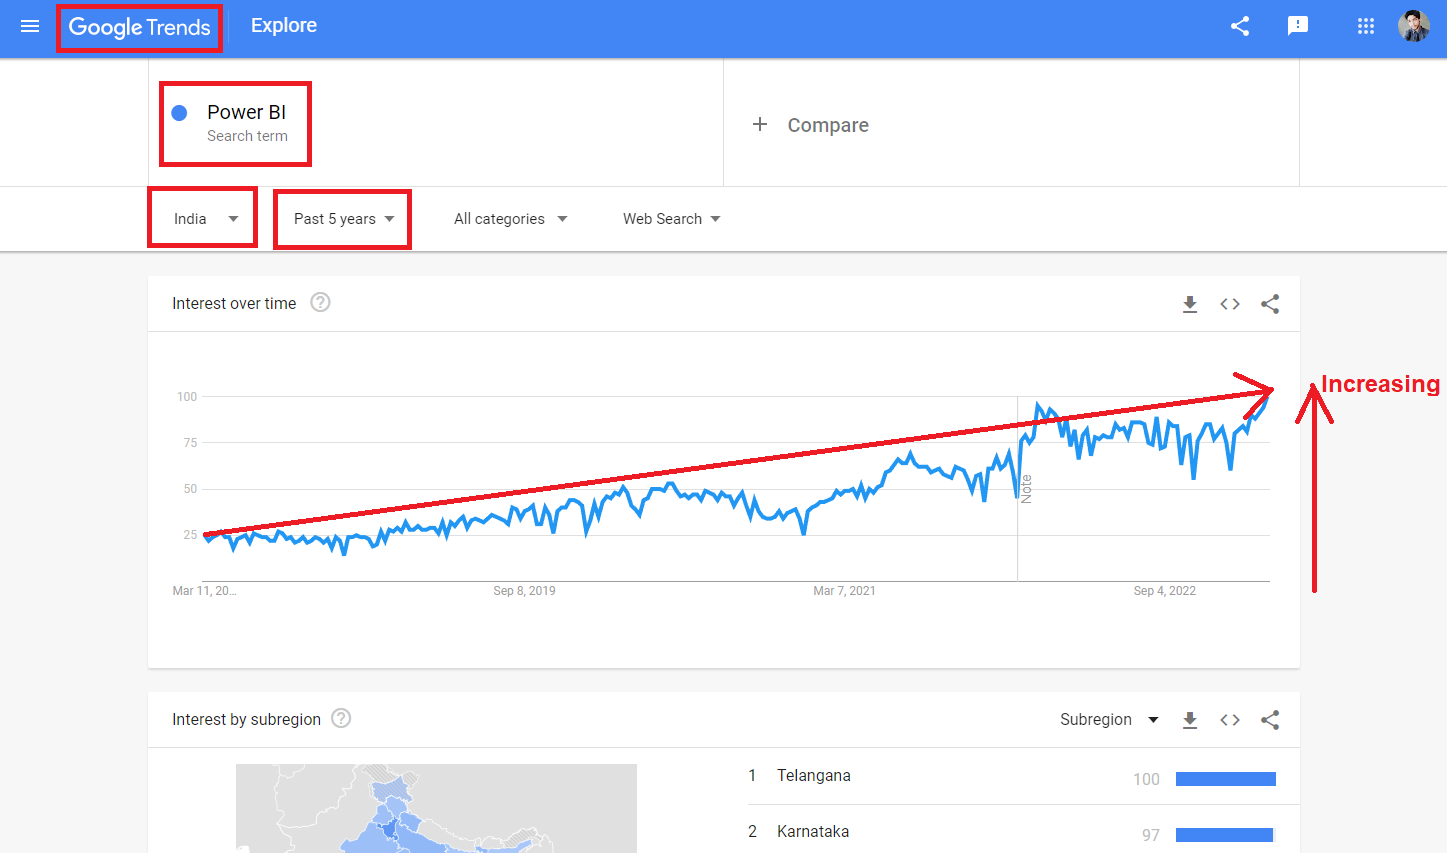 Google Trends
Explore
Power BI
Search term
Compare
India
Past 5 years
All categories
Web Search
Interest over time
Increasing
100
75
50
25
Note
Mar 11, 20...
Sep 8, 2019
Mar 7, 2021
Sep 4, 2022
Interest by subregion
Subregion
1 Telangana 100
2 Karnataka 97